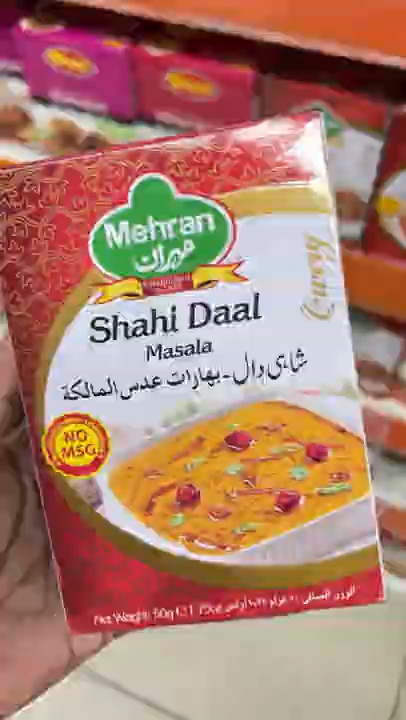 Mehran
مہران
Shahi Daal
Masala
شاہی دال - بهارات عدس المالكة
Curry
NO
MSG
Net Weight: 50g